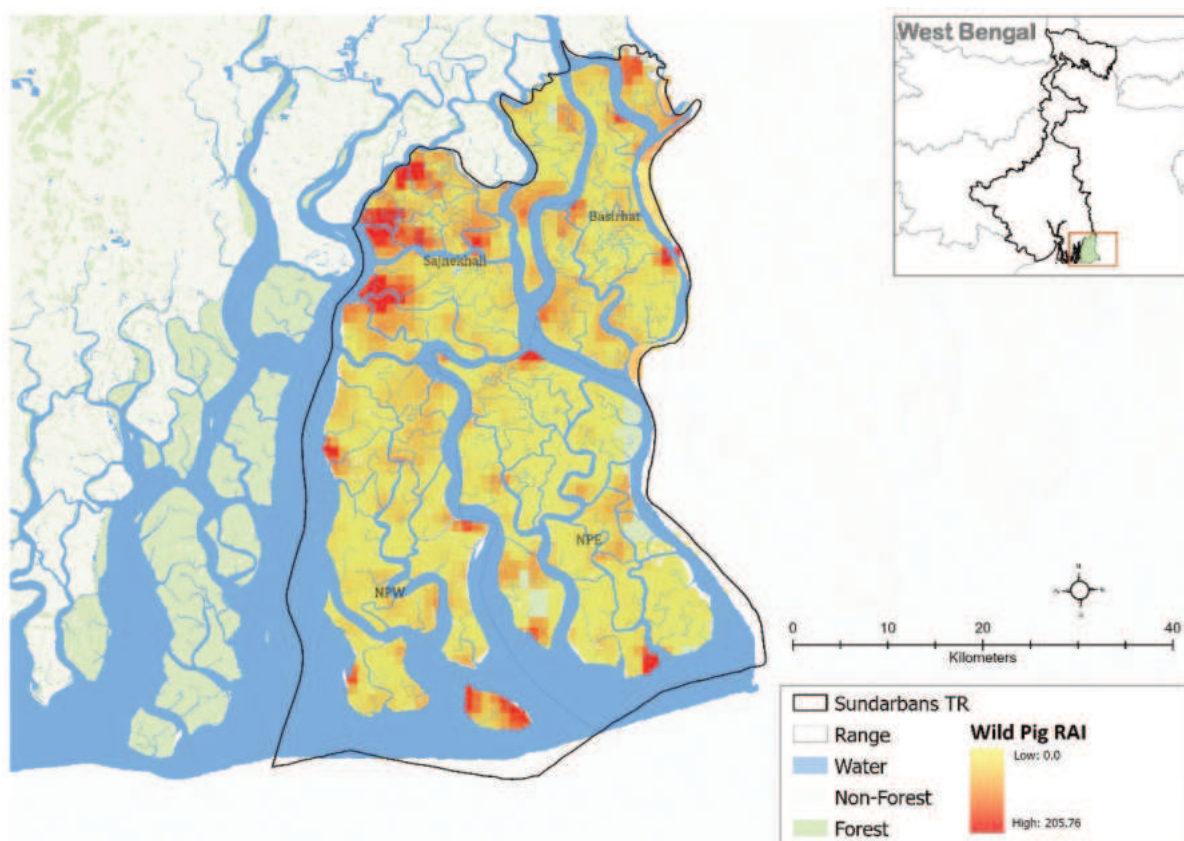 West Bengal
Basirhat
Sajnekhali
NPE
NPW
0 10 20 30 40
Kilometers
Sundarbans TR
Range
Water
Non-Forest
Forest
Wild Pig RAI
Low: 0.0
High: 205.76